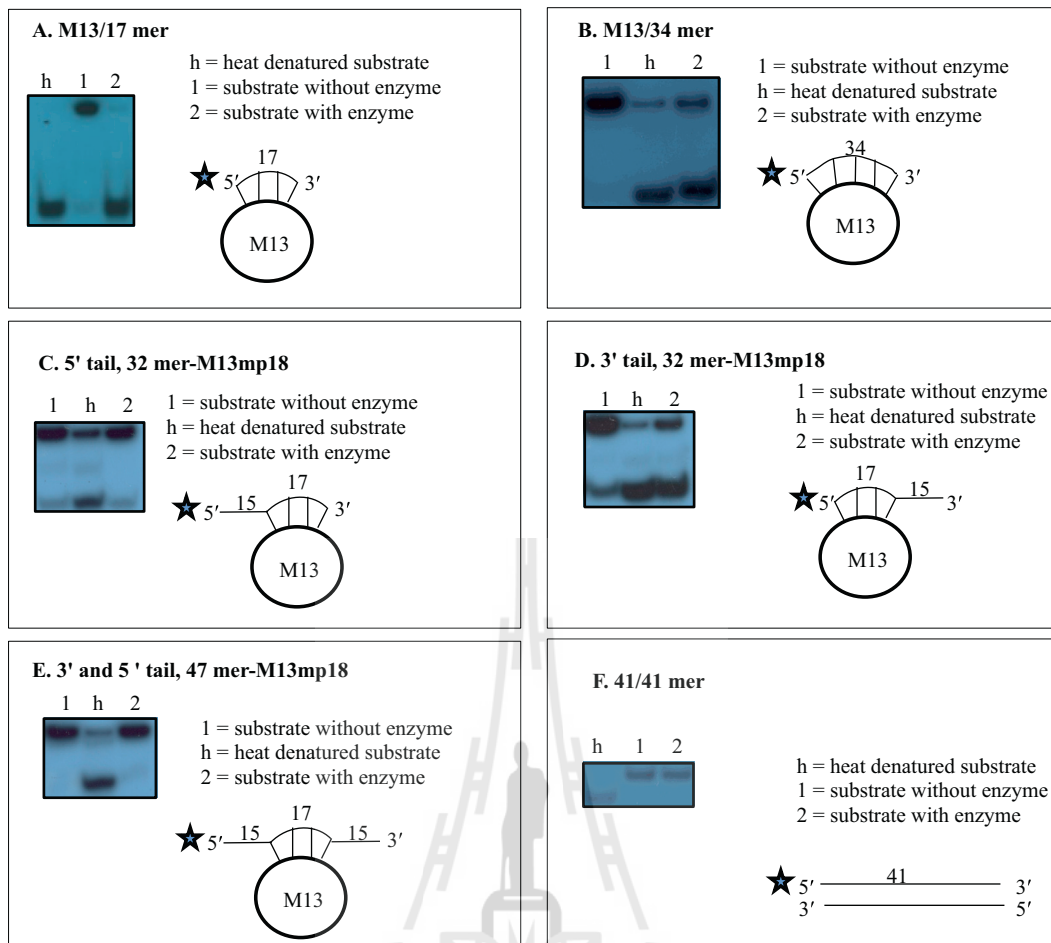 A. M13/17 mer
h 1 2
h = heat denatured substrate
1 = substrate without enzyme
2 = substrate with enzyme
17
5′ 3′
M13
B. M13/34 mer
1 h 2
1 = substrate without enzyme
h = heat denatured substrate
2 = substrate with enzyme
34
5′ 3′
M13
C. 5' tail, 32 mer-M13mp18
1 h 2
1 = substrate without enzyme
h = heat denatured substrate
2 = substrate with enzyme
17
5′ 15 3′
M13
D. 3' tail, 32 mer-M13mp18
1 h 2
1 = substrate without enzyme
h = heat denatured substrate
2 = substrate with enzyme
17
5′ 15 3′
M13
E. 3' and 5 ' tail, 47 mer-M13mp18
1 h 2
1 = substrate without enzyme
h = heat denatured substrate
2 = substrate with enzyme
17
5′ 15 15 3′
M13
F. 41/41 mer
h 1 2
h = heat denatured substrate
1 = substrate without enzyme
2 = substrate with enzyme
5′ 41 3′
3′ 5′